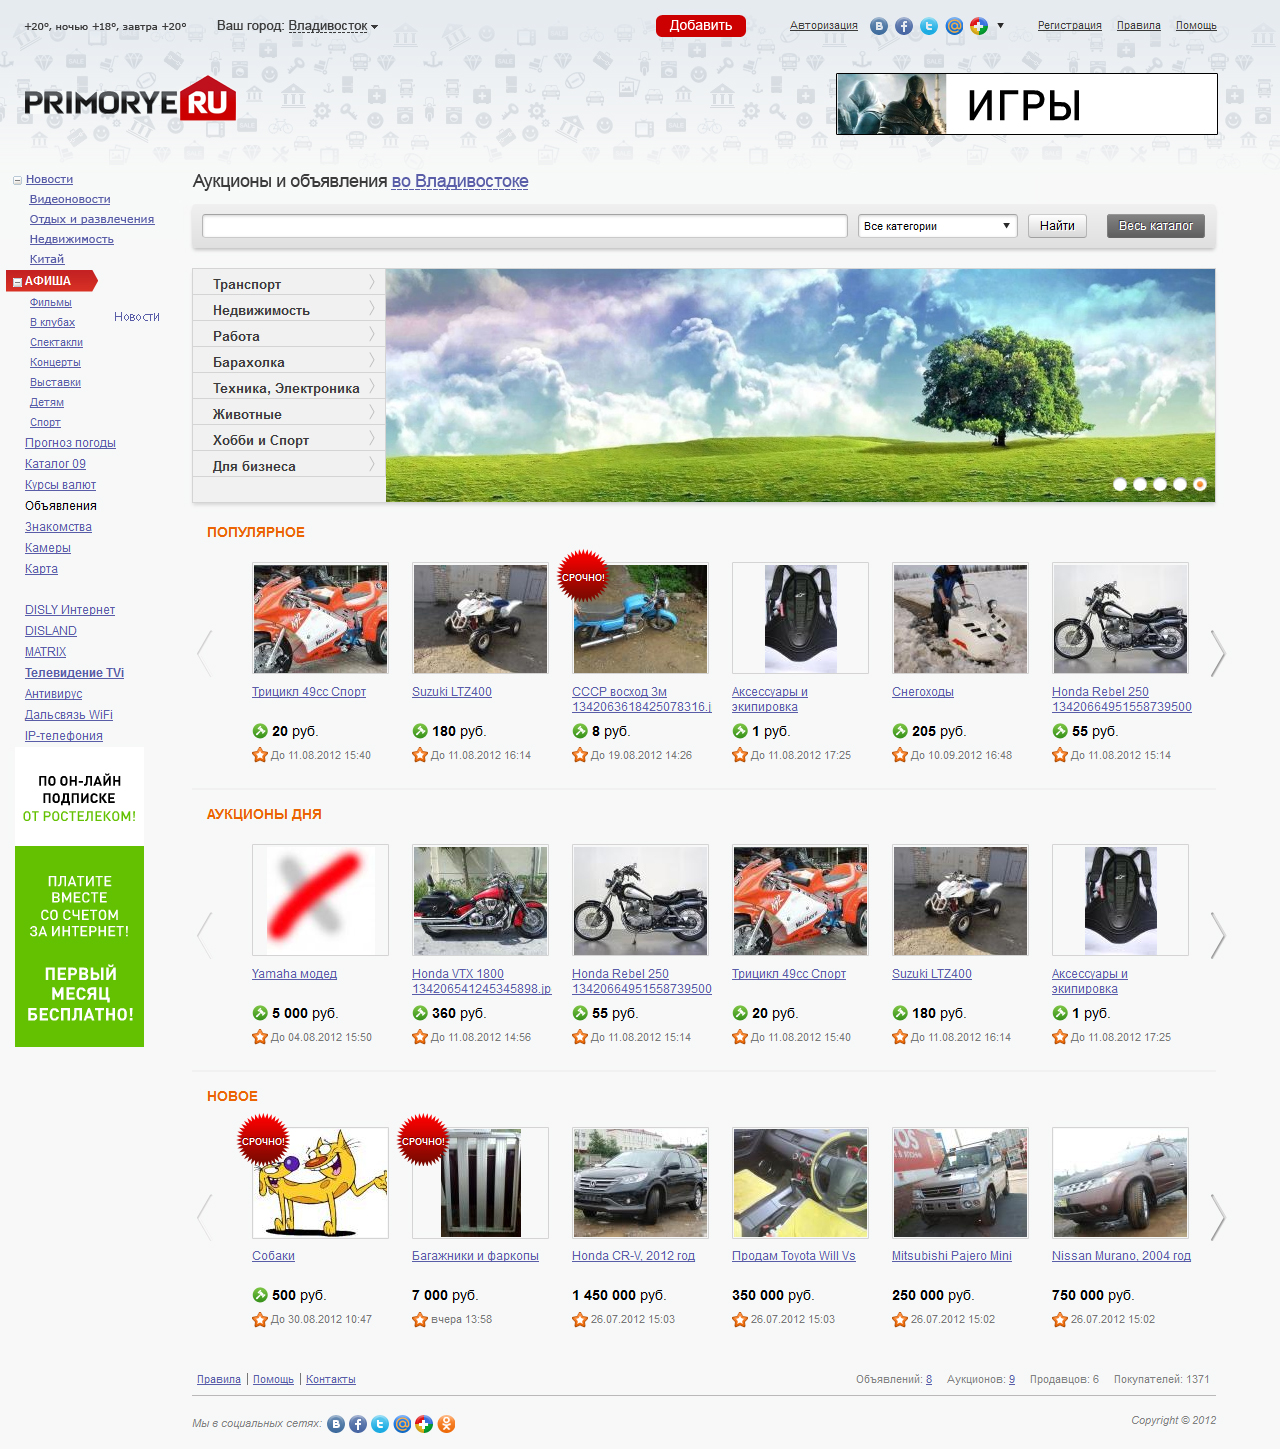 +20°, ночью +18°, завтра +20°
Ваш город: Владивосток
Добавить
Авторизация
Регистрация Правила Помощь
PRIMORYE RU
ИГРЫ
Новости
Видеоновости
Отдых и развлечения
Недвижимость
Китай
АФИША
Фильмы
В клубах
Спектакли
Концерты
Выставки
Детям
Спорт
Новости
Прогноз погоды
Каталог 09
Курсы валют
Объявления
Знакомства
Камеры
Карта
DISLY Интернет
DISLAND
MATRIX
Телевидение TVi
Антивирус
Дальсвязь WiFi
IP-телефония
ПО ОН-ЛАЙН
ПОДПИСКЕ
ОТ РОСТЕЛЕКОМ!
ПЛАТИТЕ
ВМЕСТЕ
СО СЧЕТОМ
ЗА ИНТЕРНЕТ!
ПЕРВЫЙ
МЕСЯЦ
БЕСПЛАТНО!
Аукционы и объявления во Владивостоке
Все категории
Найти
Весь каталог
Транспорт
Недвижимость
Работа
Барахолка
Техника, Электроника
Животные
Хобби и Спорт
Для бизнеса
ПОПУЛЯРНОЕ
СРОЧНО!
Трицикл 49сс Спорт
Suzuki LTZ400
СССР восход 3м
1342063618425078316.j
Аксессуары и
экипировка
Снегоходы
Honda Rebel 250
13420664951558739500
20 руб. 180 руб. 8 руб. 1 руб. 205 руб. 55 руб.
До 11.08.2012 15:40 До 11.08.2012 16:14 До 19.08.2012 14:26 До 11.08.2012 17:25 До 10.09.2012 16:48 До 11.08.2012 15:14
АУКЦИОНЫ ДНЯ
Yamaha модед
Honda VTX 1800
134206541245345898.jp
Honda Rebel 250
13420664951558739500
Трицикл 49сс Спорт
Suzuki LTZ400
Аксессуары и
экипировка
5 000 руб. 360 руб. 55 руб. 20 руб. 180 руб. 1 руб.
До 04.08.2012 15:50 До 11.08.2012 14:56 До 11.08.2012 15:14 До 11.08.2012 15:40 До 11.08.2012 16:14 До 11.08.2012 17:25
НОВОЕ
СРОЧНО!
СРОЧНО!
Собаки
Багажники и фаркопы
Honda CR-V, 2012 год
Продам Toyota Will Vs
Mitsubishi Pajero Mini
Nissan Murano, 2004 год
500 руб. 7 000 руб. 1 450 000 руб. 350 000 руб. 250 000 руб. 750 000 руб.
До 30.08.2012 10:47 вчера 13:58 26.07.2012 15:03 26.07.2012 15:03 26.07.2012 15:02 26.07.2012 15:02
Правила | Помощь | Контакты
Объявлений: 8 Аукционов: 9 Продавцов: 6 Покупателей: 1371
Мы в социальных сетях:
Copyright © 2012